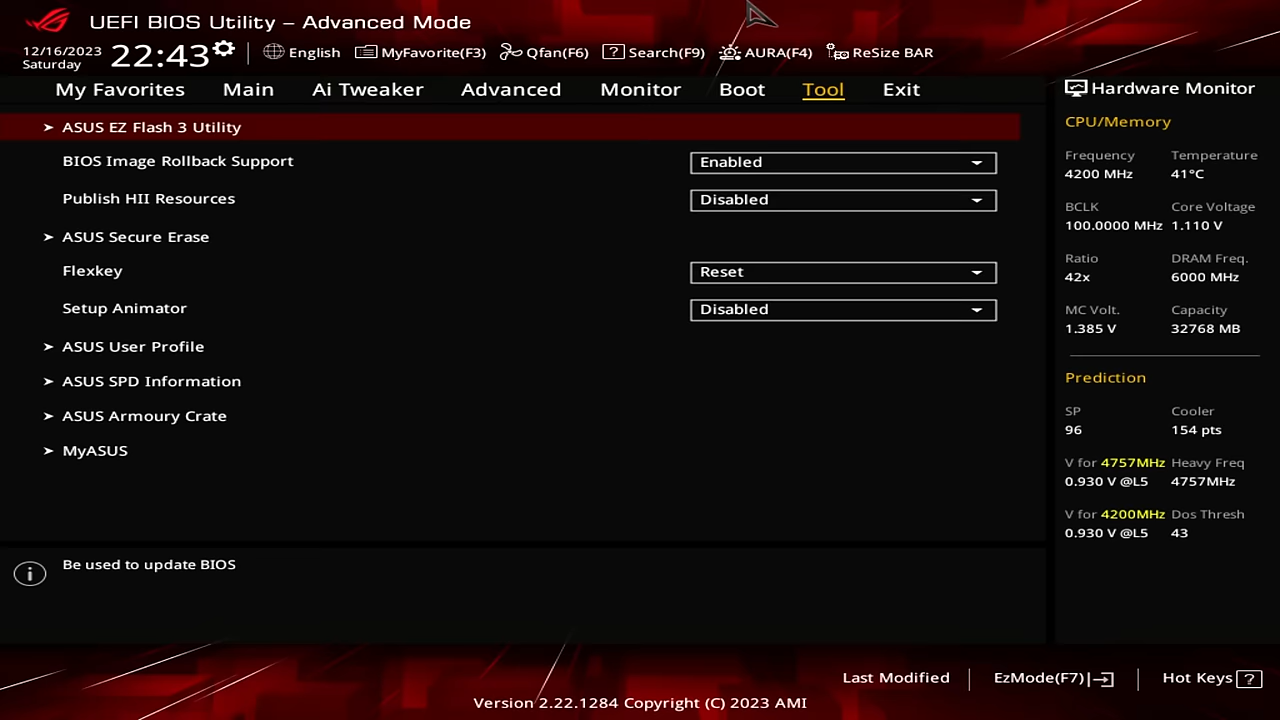 UEFI BIOS Utility – Advanced Mode
12/16/2023
Saturday
22:43
English
MyFavorite(F3)
Qfan(F6)
? Search(F9)
AURA(F4)
ReSize BAR
My Favorites Main Ai Tweaker Advanced Monitor Boot Tool Exit
ASUS EZ Flash 3 Utility
BIOS Image Rollback Support Enabled
Publish HII Resources Disabled
ASUS Secure Erase
Flexkey Reset
Setup Animator Disabled
ASUS User Profile
ASUS SPD Information
ASUS Armoury Crate
MyASUS
Be used to update BIOS
Hardware Monitor
CPU/Memory
Frequency Temperature
4200 MHz 41°C
BCLK Core Voltage
100.0000 MHz 1.110 V
Ratio DRAM Freq.
42x 6000 MHz
MC Volt. Capacity
1.385 V 32768 MB
Prediction
SP Cooler
96 154 pts
V for 4757MHz Heavy Freq
0.930 V @L5 4757MHz
V for 4200MHz Dos Thresh
0.930 V @L5 43
Last Modified
EzMode(F7)
Hot Keys ?
Version 2.22.1284 Copyright (C) 2023 AMI